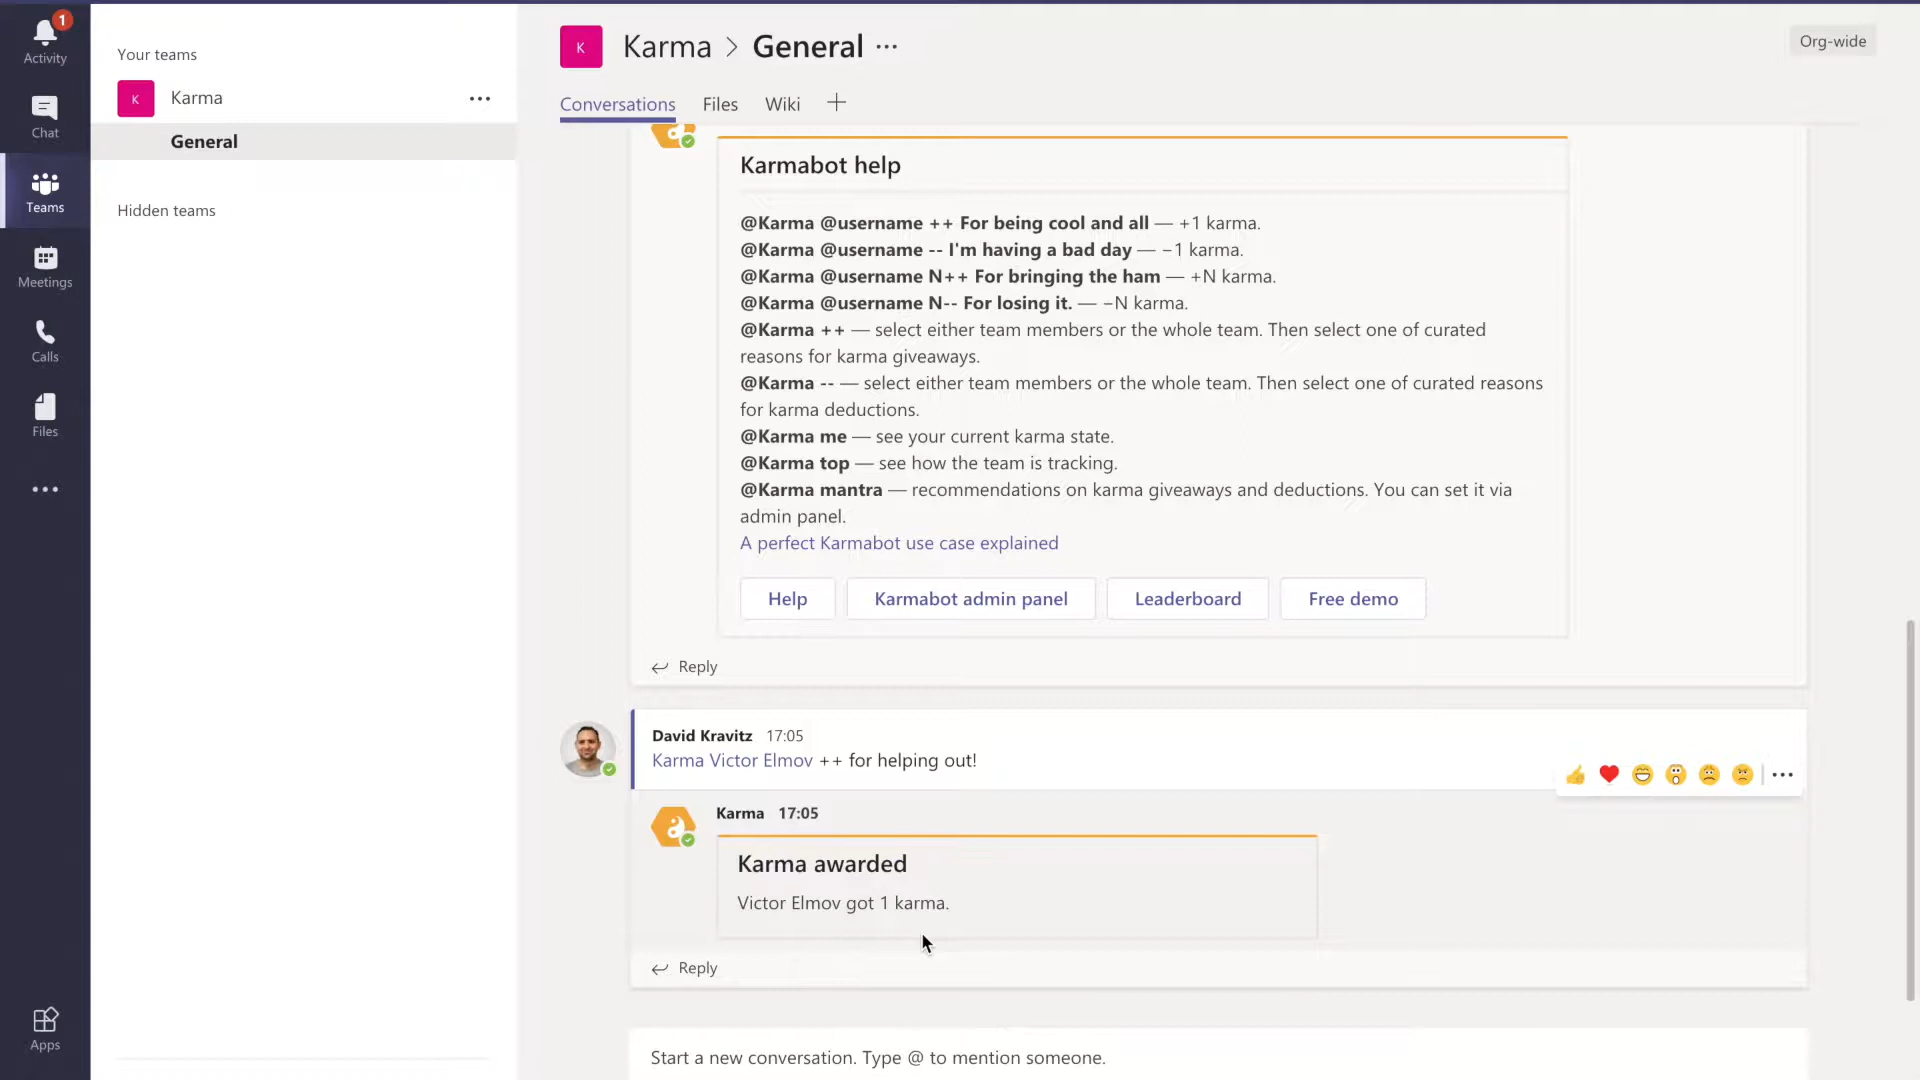 1
Activity
Chat
Teams
Meetings
Calls
Files
Apps
Your teams
K
Karma
General
Hidden teams
K
Karma > General
Org-wide
Conversations
Files
Wiki
Karmabot help
@Karma @username ++ For being cool and all — +1 karma.
@Karma @username -- I'm having a bad day — −1 karma.
@Karma @username N++ For bringing the ham — +N karma.
@Karma @username N-- For losing it. — −N karma.
@Karma ++ — select either team members or the whole team. Then select one of curated
reasons for karma giveaways.
@Karma -- — select either team members or the whole team. Then select one of curated reasons
for karma deductions.
@Karma me — see your current karma state.
@Karma top — see how the team is tracking.
@Karma mantra — recommendations on karma giveaways and deductions. You can set it via
admin panel.
A perfect Karmabot use case explained
Help
Karmabot admin panel
Leaderboard
Free demo
Reply
David Kravitz 17:05
Karma Victor Elmov ++ for helping out!
Karma 17:05
Karma awarded
Victor Elmov got 1 karma.
Reply
Start a new conversation. Type @ to mention someone.